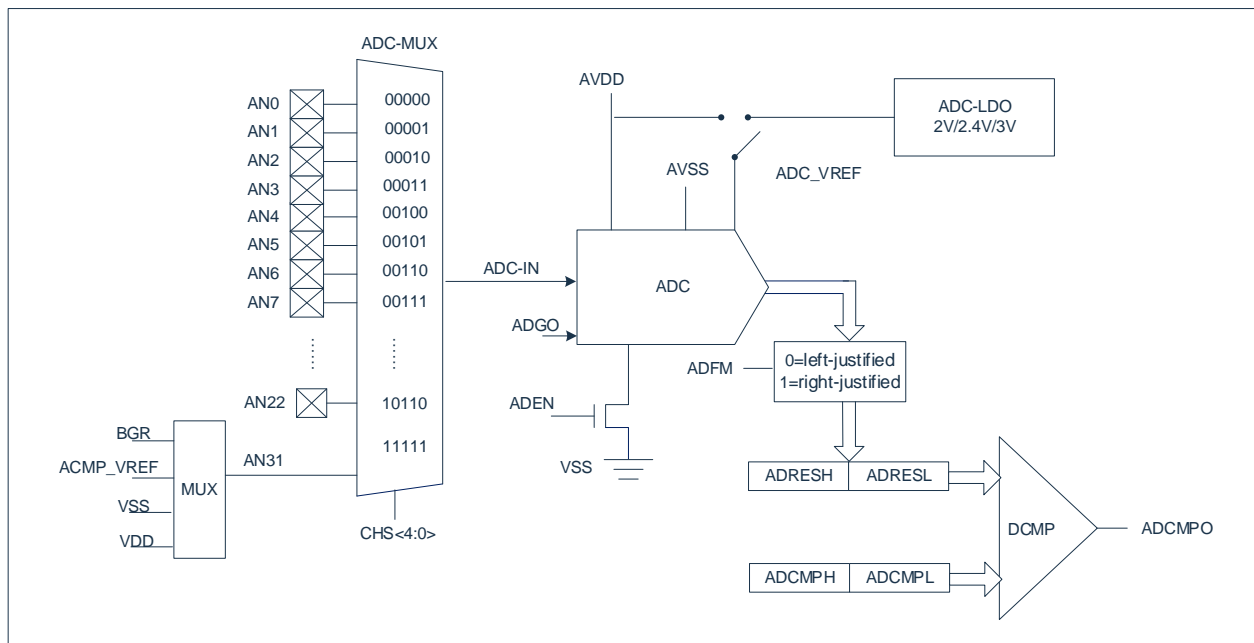 ADC-MUX
AN0
00000
AN1
00001
AN2
00010
AN3
00011
AN4
00100
AN5
00101
AN6
00110
AN7
00111
AN22
10110
11111
BGR
ACMP_VREF
VSS
VDD
MUX
AN31
CHS<4:0>
ADC-IN
ADGO
ADEN
VSS
AVDD
AVSS
ADC_VREF
ADC-LDO
2V/2.4V/3V
ADC
ADFM
0=left-justified
1=right-justified
ADRESH
ADRESL
ADCMPH
ADCMPL
DCMP
ADCMPO